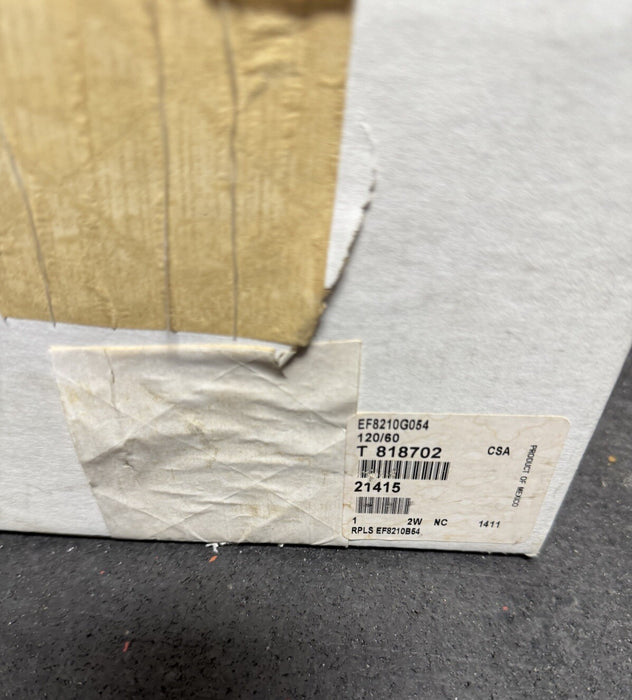 EF8210G054
120/60
T 818702 CSA
21415
1 2W NC 1411
RPLS EF8210B54
PRODUCT OF MEXICO